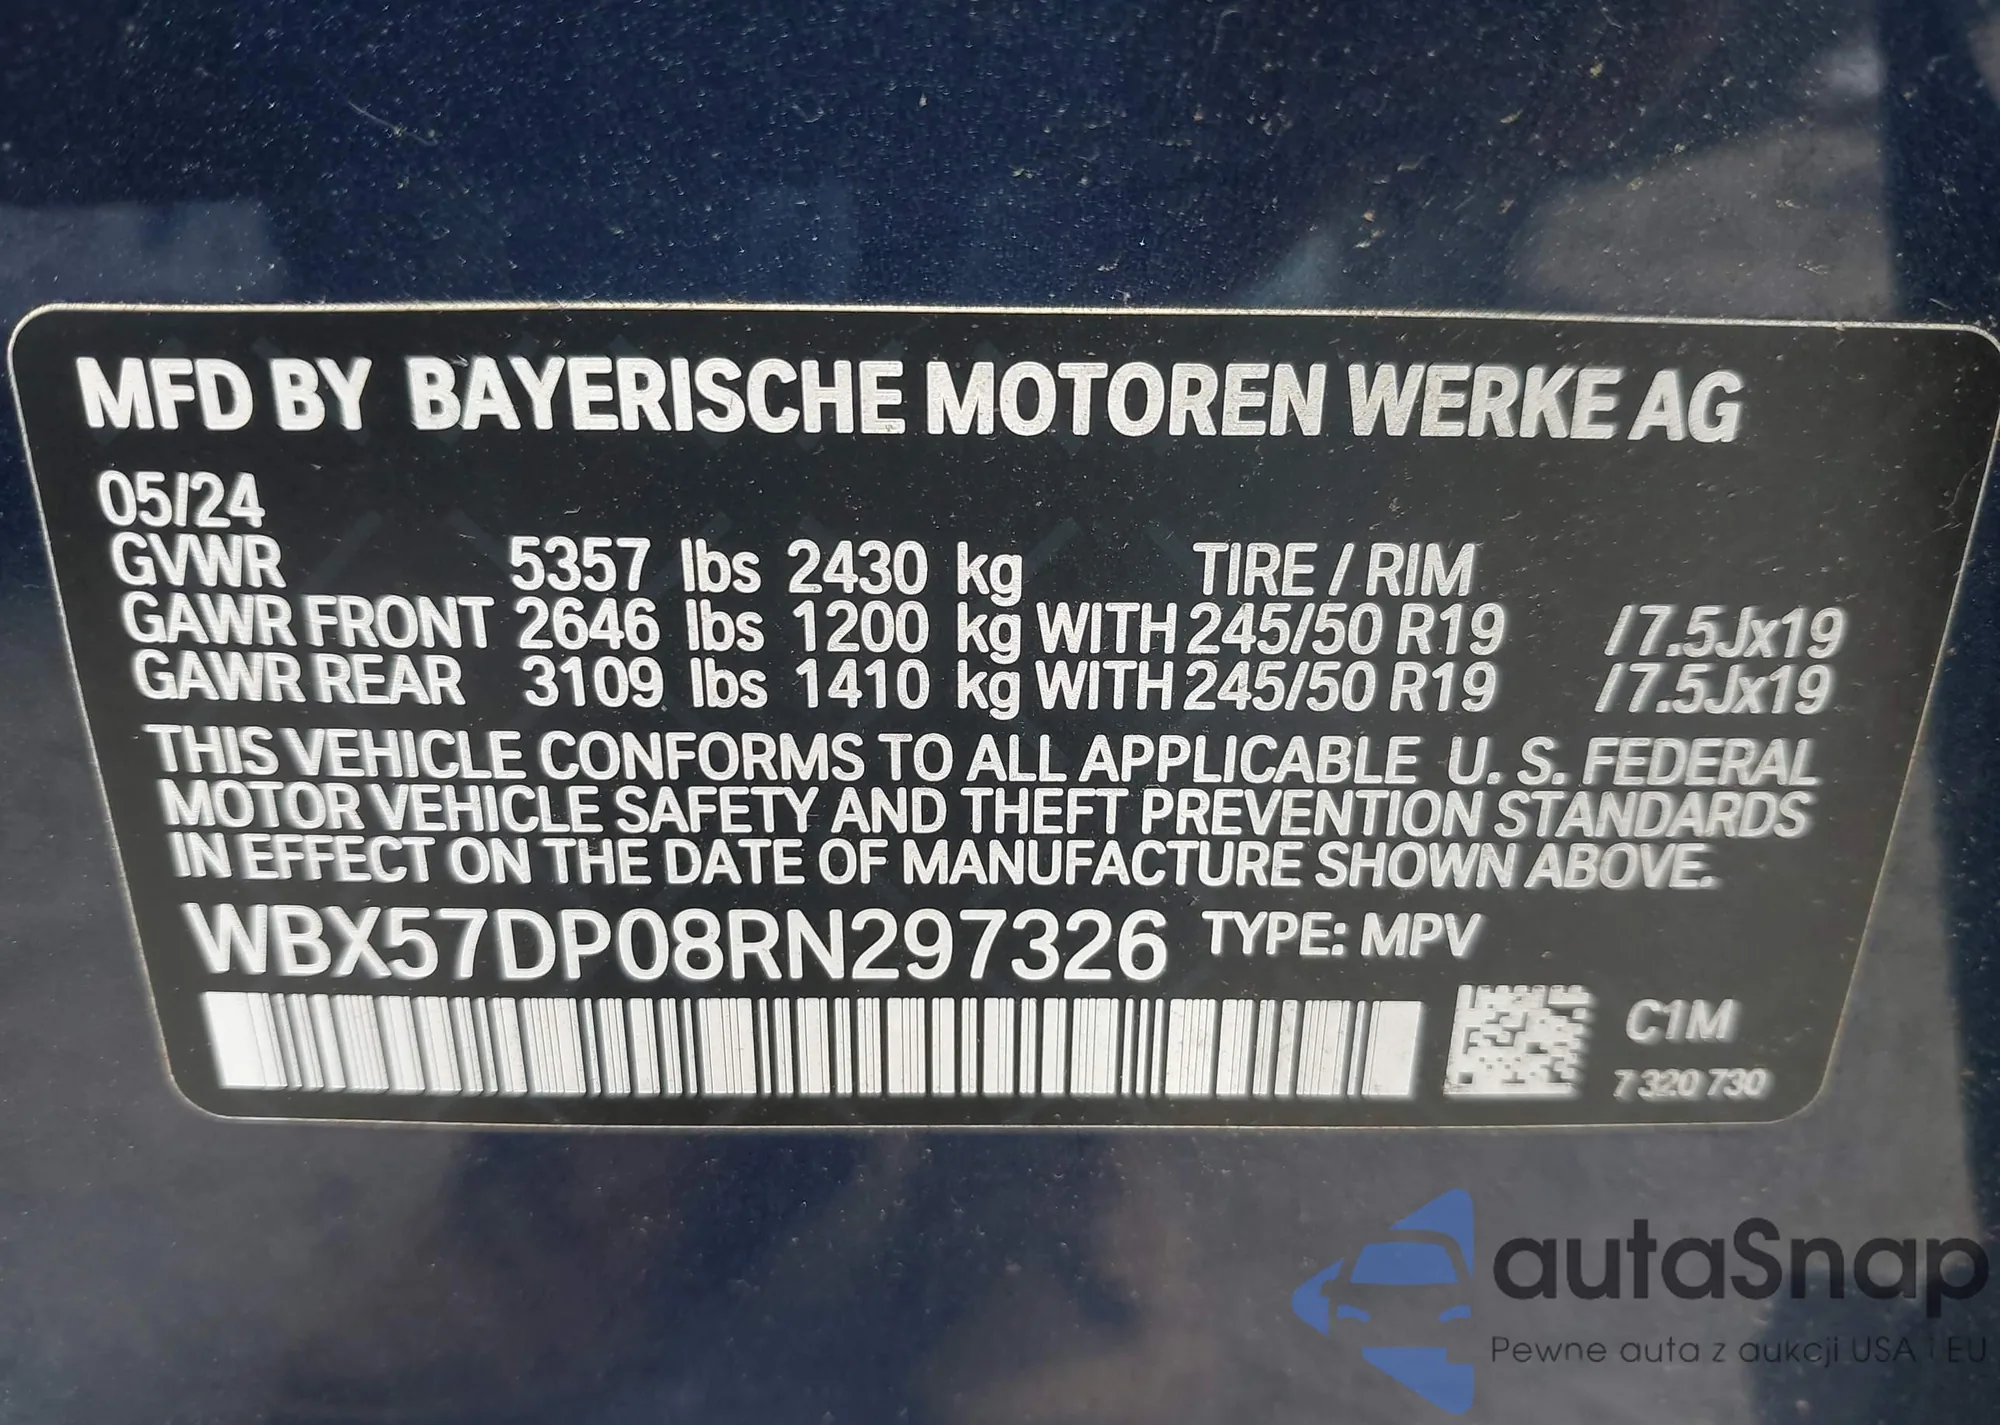 MFD BY BAYERISCHE MOTOREN WERKE AG
05/24
GVWR 5357 lbs 2430 kg TIRE / RIM
GAWR FRONT 2646 lbs 1200 kg WITH 245/50 R19 /7.5Jx19
GAWR REAR 3109 lbs 1410 kg WITH 245/50 R19 /7.5Jx19
THIS VEHICLE CONFORMS TO ALL APPLICABLE U. S. FEDERAL
MOTOR VEHICLE SAFETY AND THEFT PREVENTION STANDARDS
IN EFFECT ON THE DATE OF MANUFACTURE SHOWN ABOVE.
WBX57DP08RN297326 TYPE: MPV
C1M
7 320 730
autaSnap
Pewne auta z aukcji USA i EU